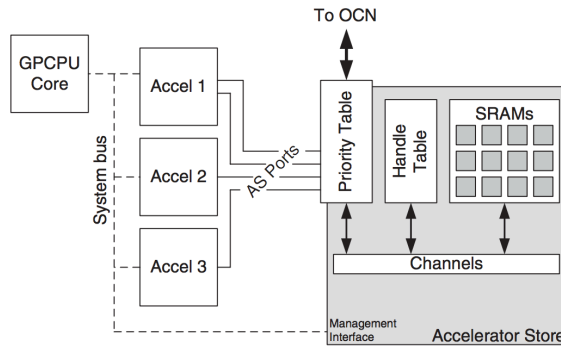 To OCN
GPCPU
Core
Accel 1
Accel 2
Accel 3
System bus
AS Ports
Priority Table
Handle
Table
SRAMs
Channels
Management
Interface
Accelerator Store